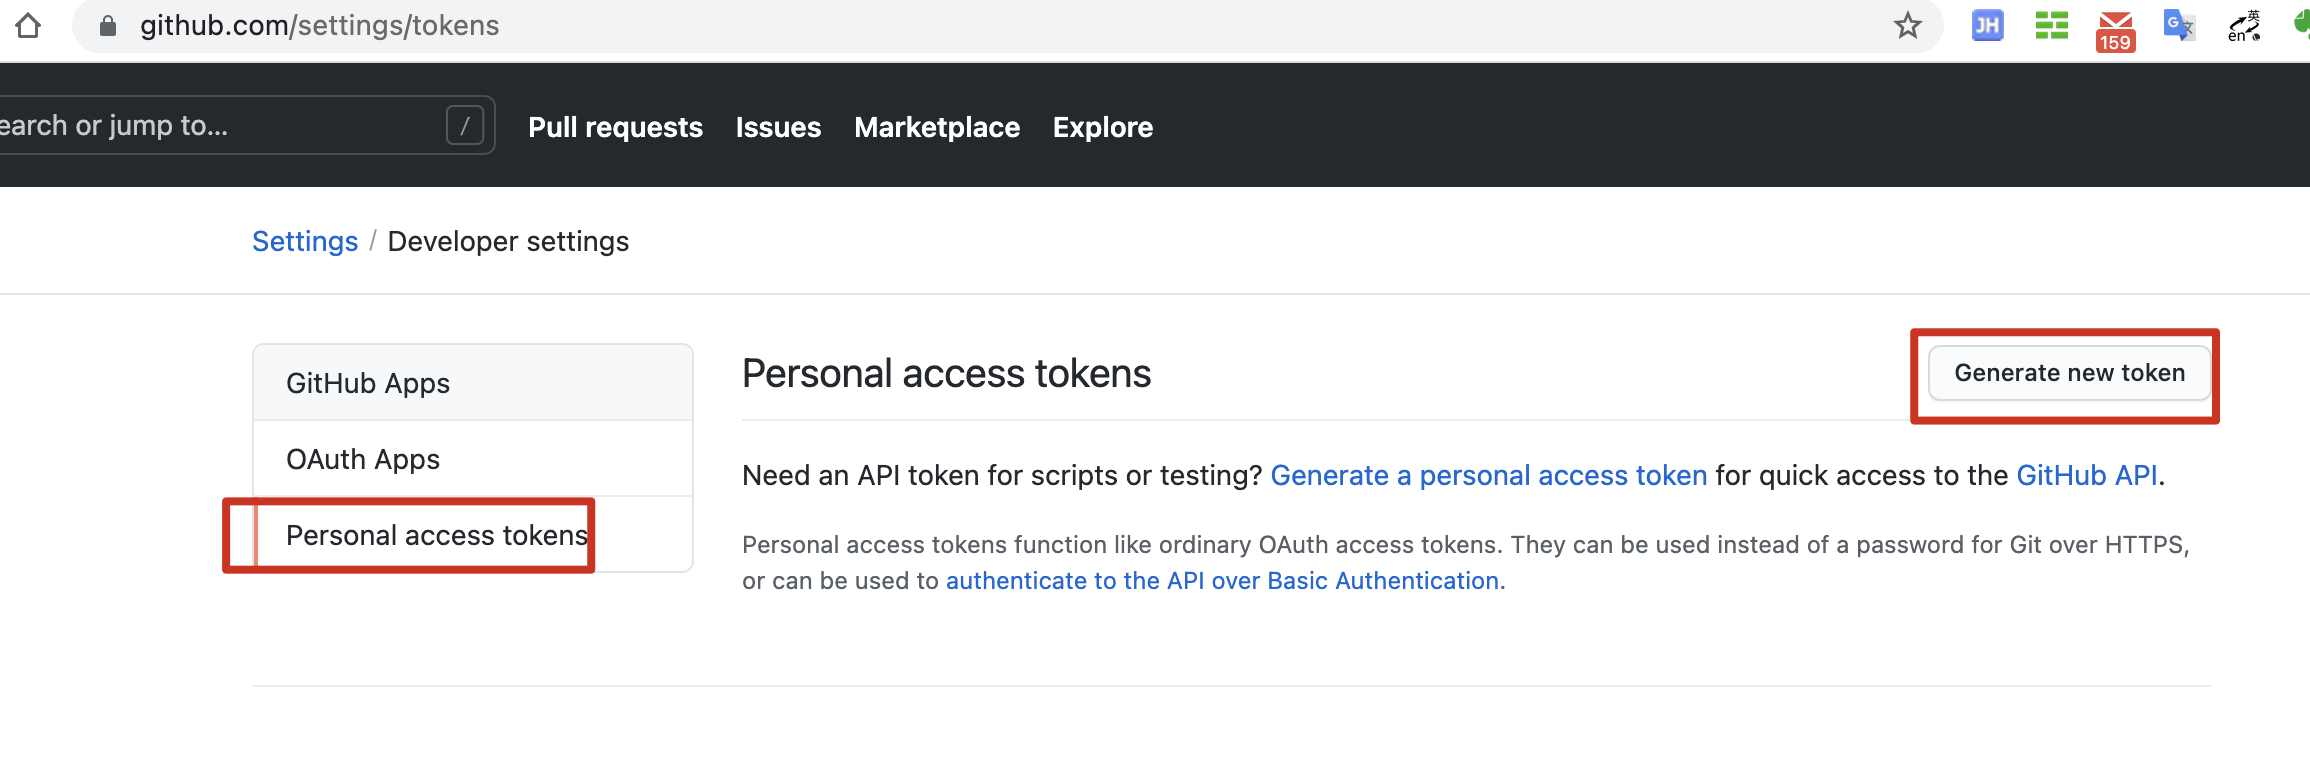 github.com/settings/tokens
JH
159
G 文
英
en
earch or jump to...
/
Pull requests Issues Marketplace Explore
Settings / Developer settings
GitHub Apps
OAuth Apps
Personal access tokens
Personal access tokens
Generate new token
Need an API token for scripts or testing? Generate a personal access token for quick access to the GitHub API.
Personal access tokens function like ordinary OAuth access tokens. They can be used instead of a password for Git over HTTPS,
or can be used to authenticate to the API over Basic Authentication.